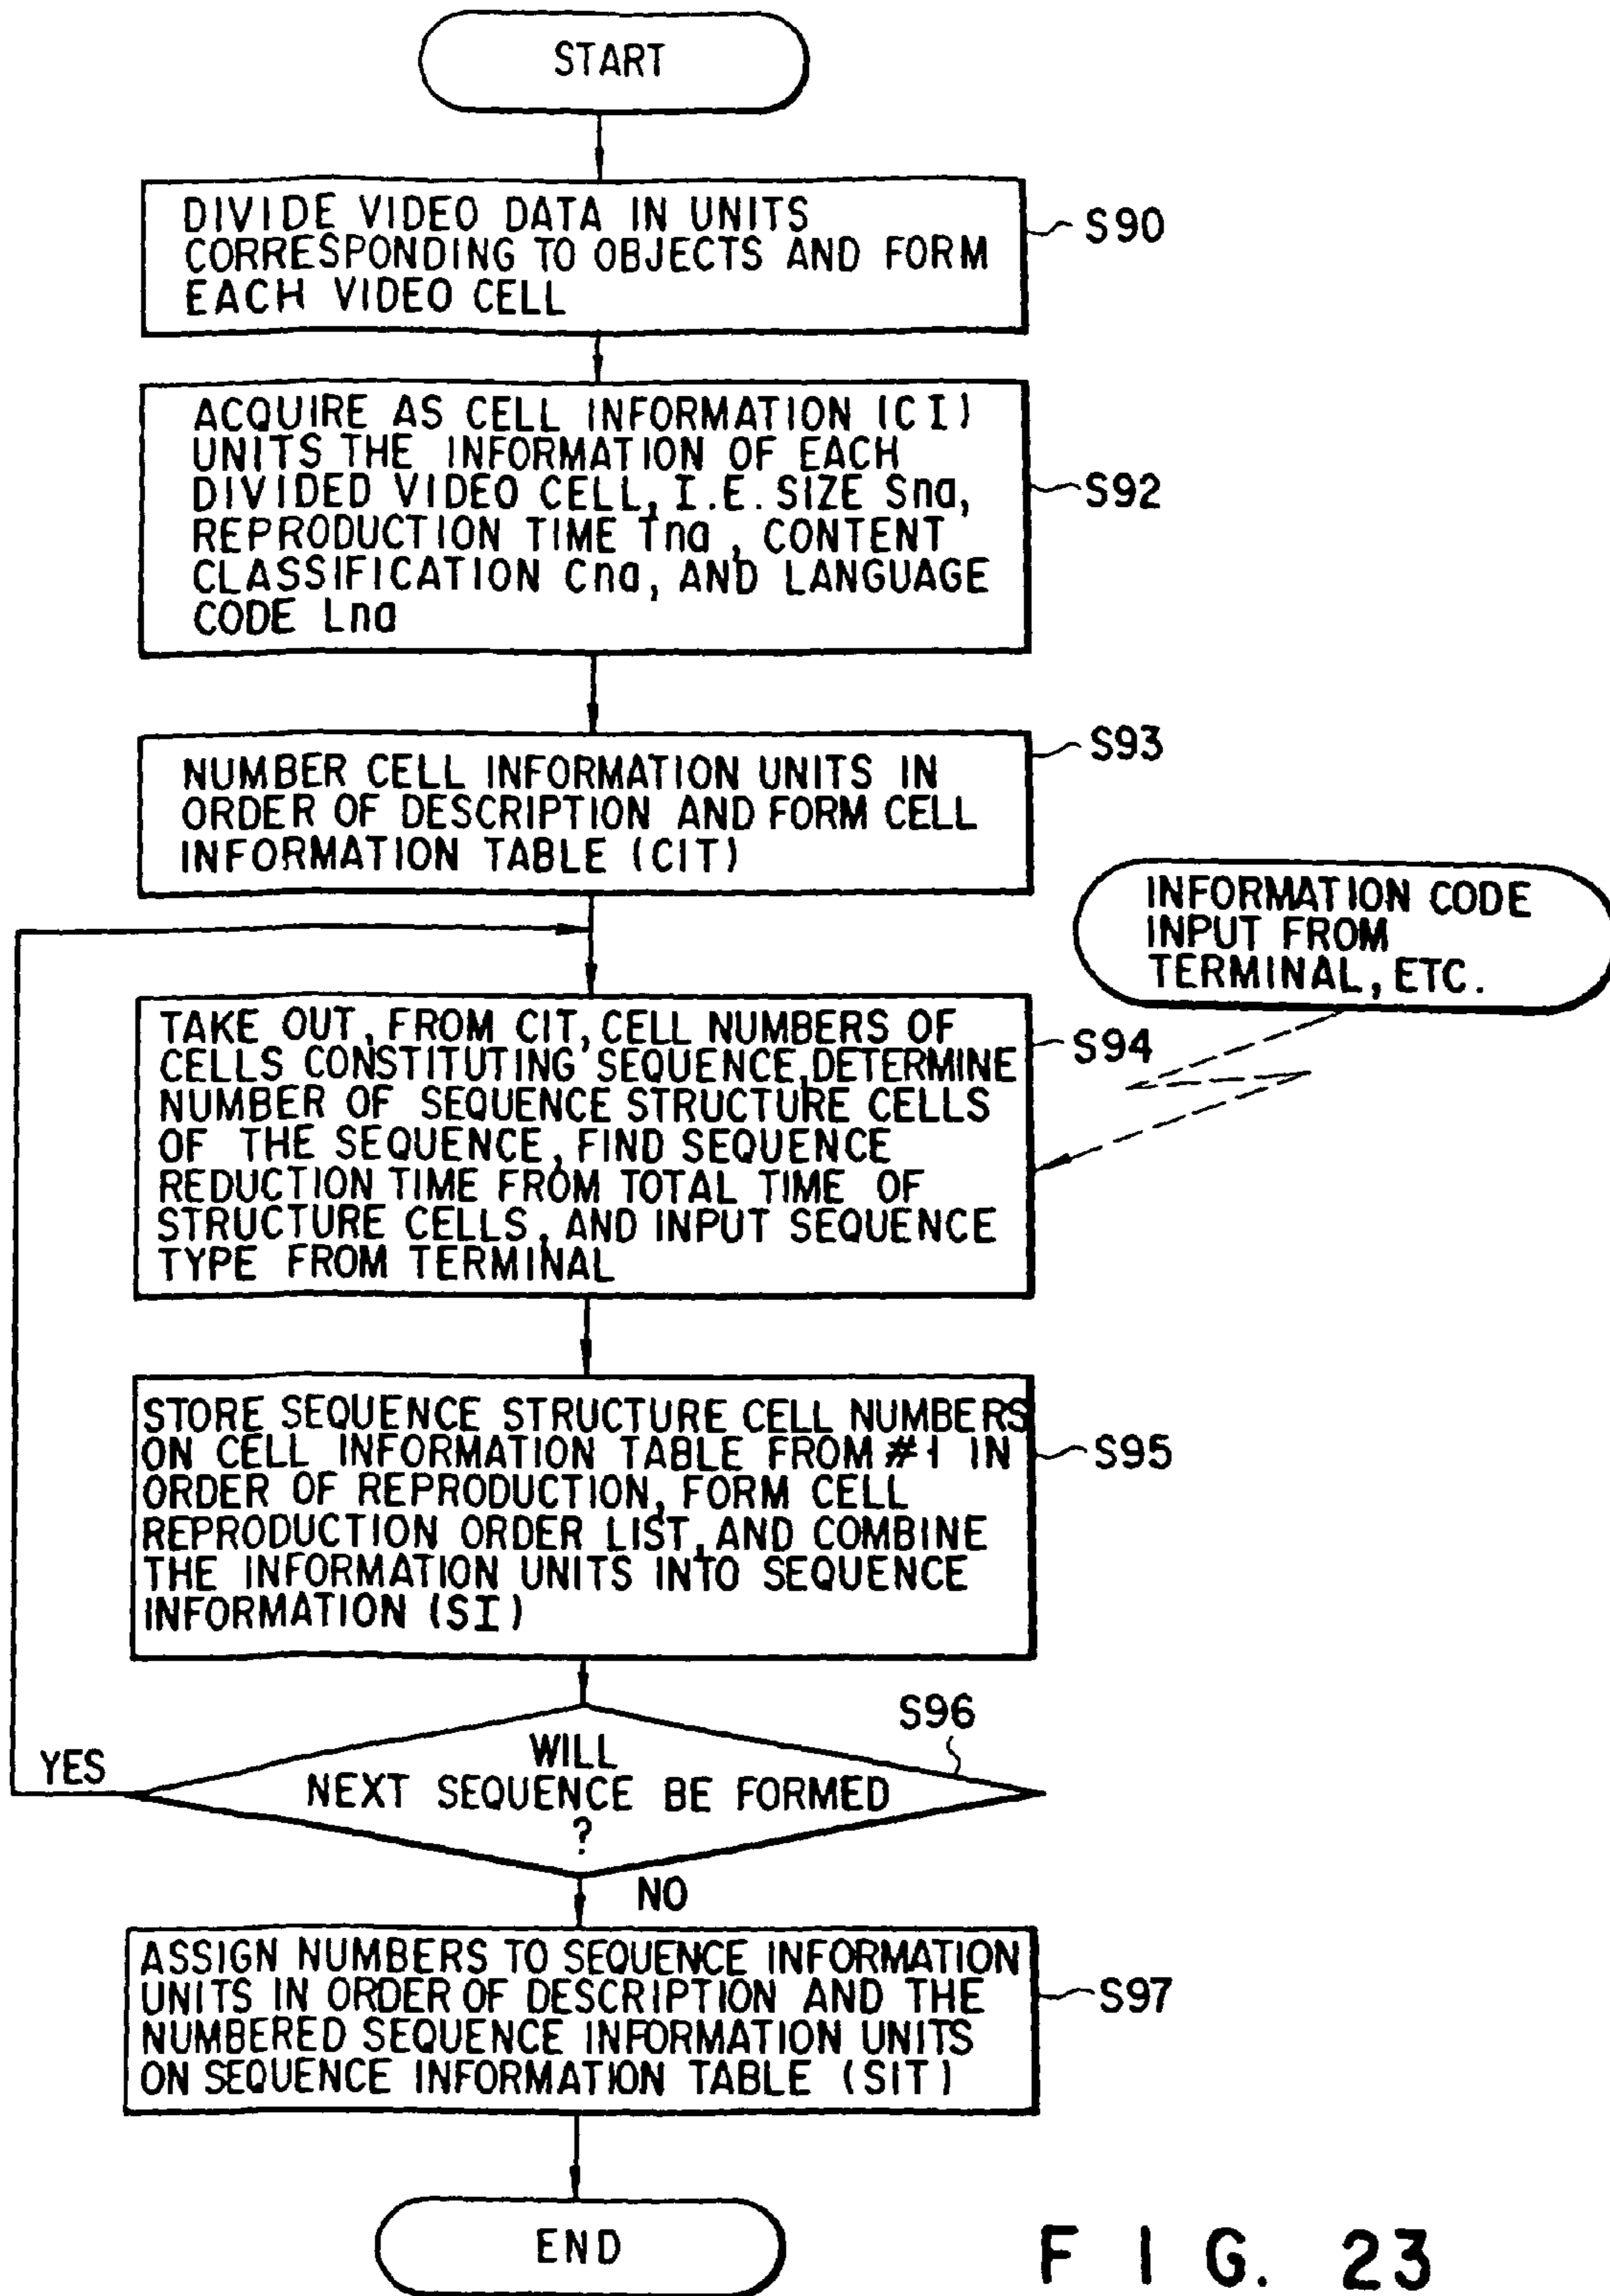 START
DIVIDE VIDEO DATA IN UNITS
CORRESPONDING TO OBJECTS AND FORM
EACH VIDEO CELL
S90
ACQUIRE AS CELL INFORMATION (CI)
UNITS THE INFORMATION OF EACH
DIVIDED VIDEO CELL, I.E. SIZE Sna,
REPRODUCTION TIME Tna, CONTENT
CLASSIFICATION Cna, AND LANGUAGE
CODE Lna
S92
NUMBER CELL INFORMATION UNITS IN
ORDER OF DESCRIPTION AND FORM CELL
INFORMATION TABLE (CIT)
S93
INFORMATION CODE
INPUT FROM
TERMINAL, ETC.
TAKE OUT, FROM CIT, CELL NUMBERS OF
CELLS CONSTITUTING SEQUENCE, DETERMINE
NUMBER OF SEQUENCE STRUCTURE CELLS
OF THE SEQUENCE, FIND SEQUENCE
REDUCTION TIME FROM TOTAL TIME OF
STRUCTURE CELLS, AND INPUT SEQUENCE
TYPE FROM TERMINAL
S94
STORE SEQUENCE STRUCTURE CELL NUMBERS
ON CELL INFORMATION TABLE FROM #1 IN
ORDER OF REPRODUCTION, FORM CELL
REPRODUCTION ORDER LIST, AND COMBINE
THE INFORMATION UNITS INTO SEQUENCE
INFORMATION (SI)
S95
S96
WILL
NEXT SEQUENCE BE FORMED
?
YES
NO
ASSIGN NUMBERS TO SEQUENCE INFORMATION
UNITS IN ORDER OF DESCRIPTION AND THE
NUMBERED SEQUENCE INFORMATION UNITS
ON SEQUENCE INFORMATION TABLE (SIT)
S97
END
FIG. 23